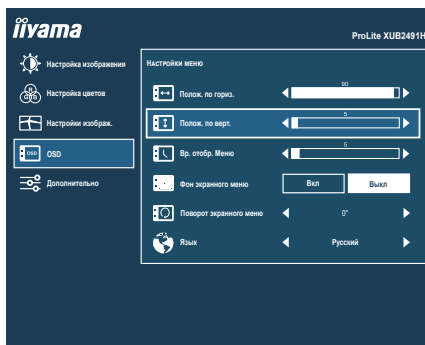 iiyama
ProLite XUB2491H
Настройка изображения
Настройка цветов
Настройки изображ.
OSD OSD
Дополнительно
Настройки меню
Полож. по гориз. 90
Полож. по верт. 5
Вр. отобр. Меню 5
Фон экранного меню Вкл Выкл
Поворот экранного меню 0°
Язык Русский